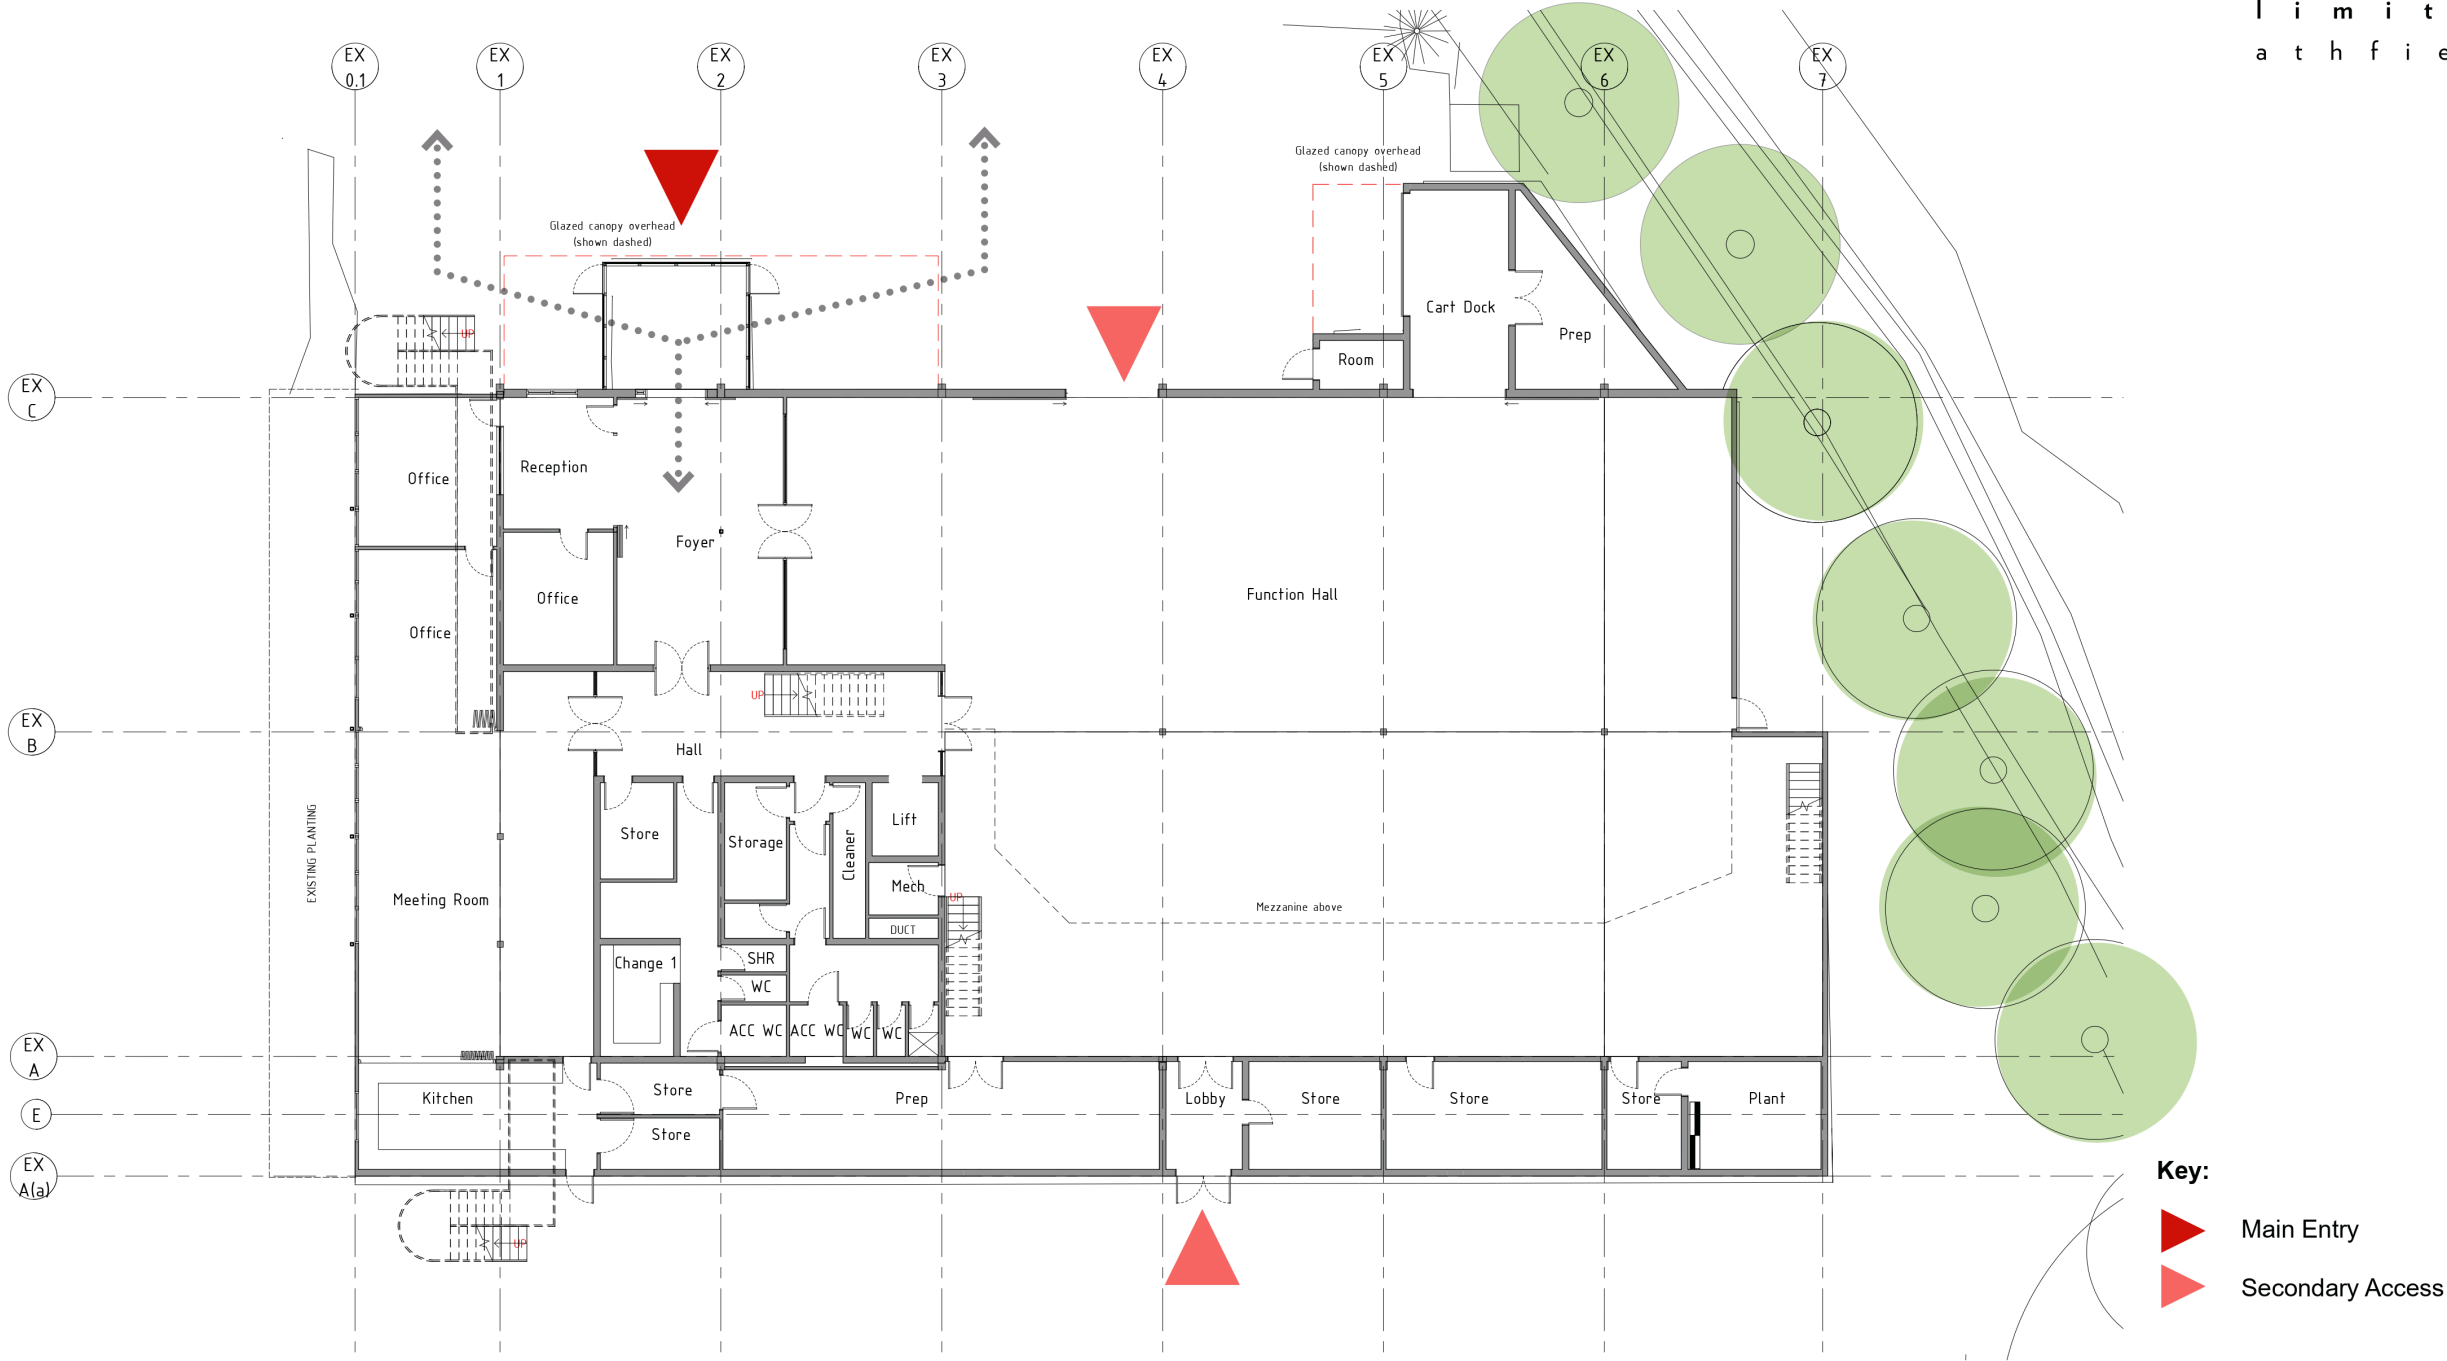 l i m i t
a t h f i e
EX
0.1
EX
1
EX
2
EX
3
EX
4
EX
5
EX
6
EX
7
Glazed canopy overhead
(shown dashed)
Glazed canopy overhead
(shown dashed)
UP
Cart Dock
Prep
Room
EX
C
Office
Reception
Foyer
Office
Office
Function Hall
UP
EX
B
Hall
EXISTING PLANTING
Store
Storage
Cleaner
Lift
Mech
UP
DUCT
Meeting Room
Mezzanine above
Change 1
SHR
WC
ACC WC
ACC WC
WC
WC
EX
A
Kitchen
Store
Prep
Lobby
Store
Store
Store
Plant
E
Store
EX
A(a)
UP
Key:
Main Entry
Secondary Access